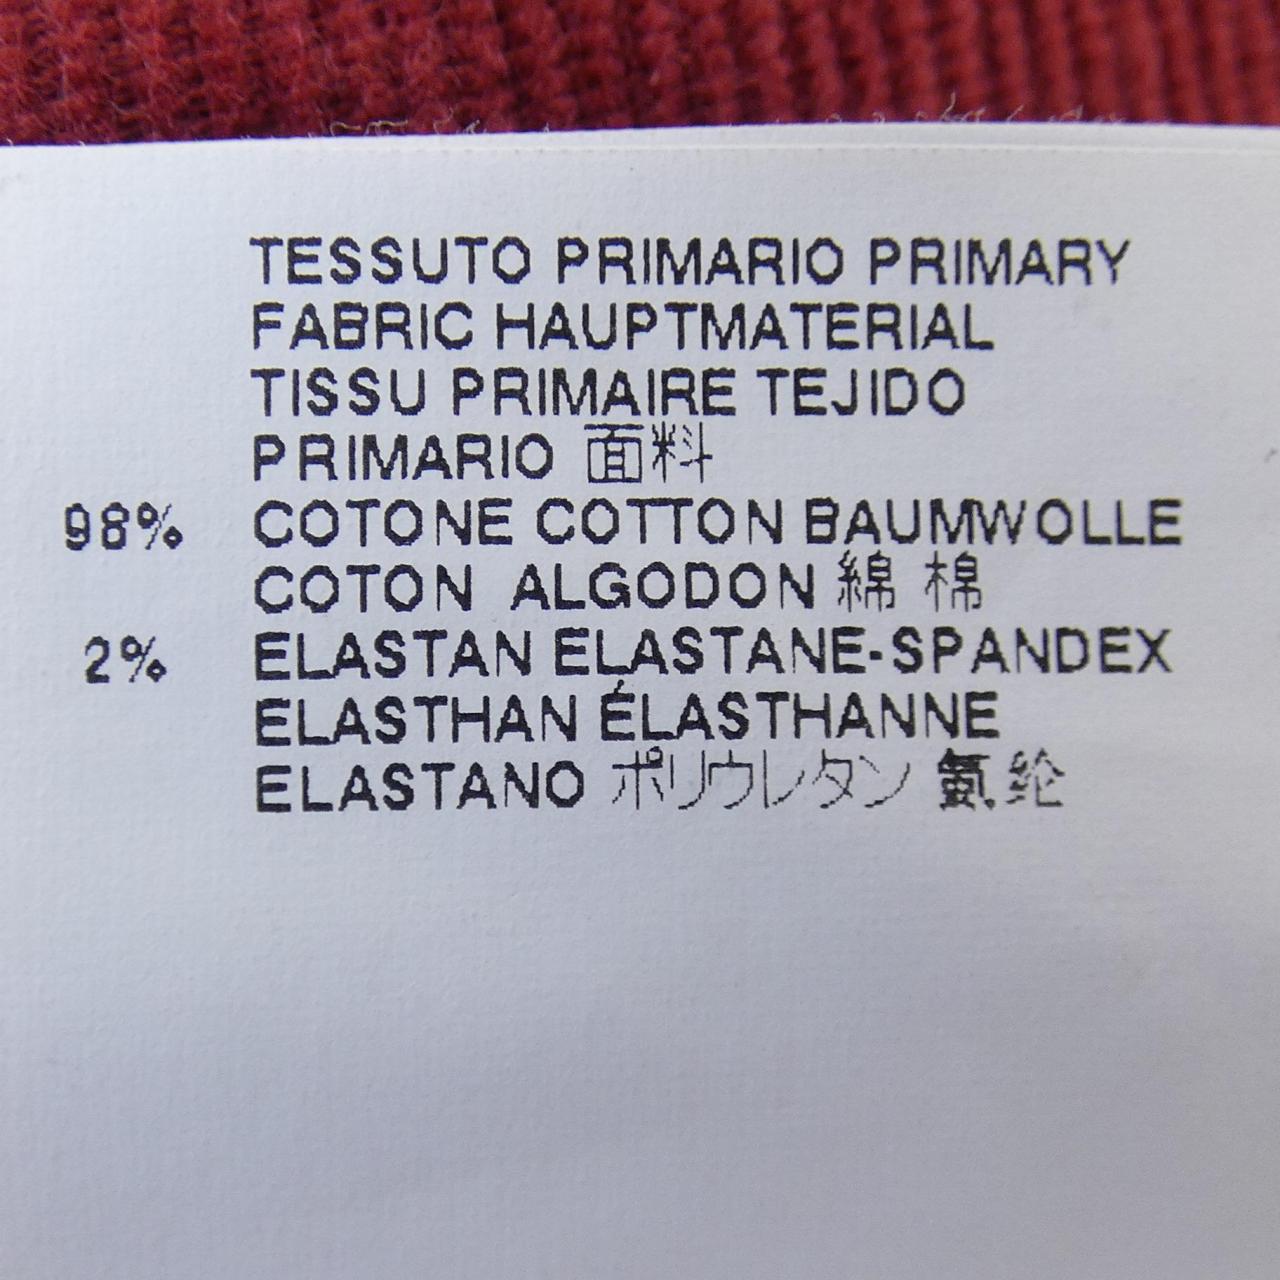 TESSUTO PRIMARIO PRIMARY
FABRIC HAUPTMATERIAL
TISSU PRIMAIRE TEJIDO
PRIMARIO 面料
98% COTONE COTTON BAUMWOLLE
COTON ALGODON 綿 棉
2% ELASTAN ELASTANE-SPANDEX
ELASTHAN ÉLASTHANNE
ELASTANO ポリウレタン 氨纶